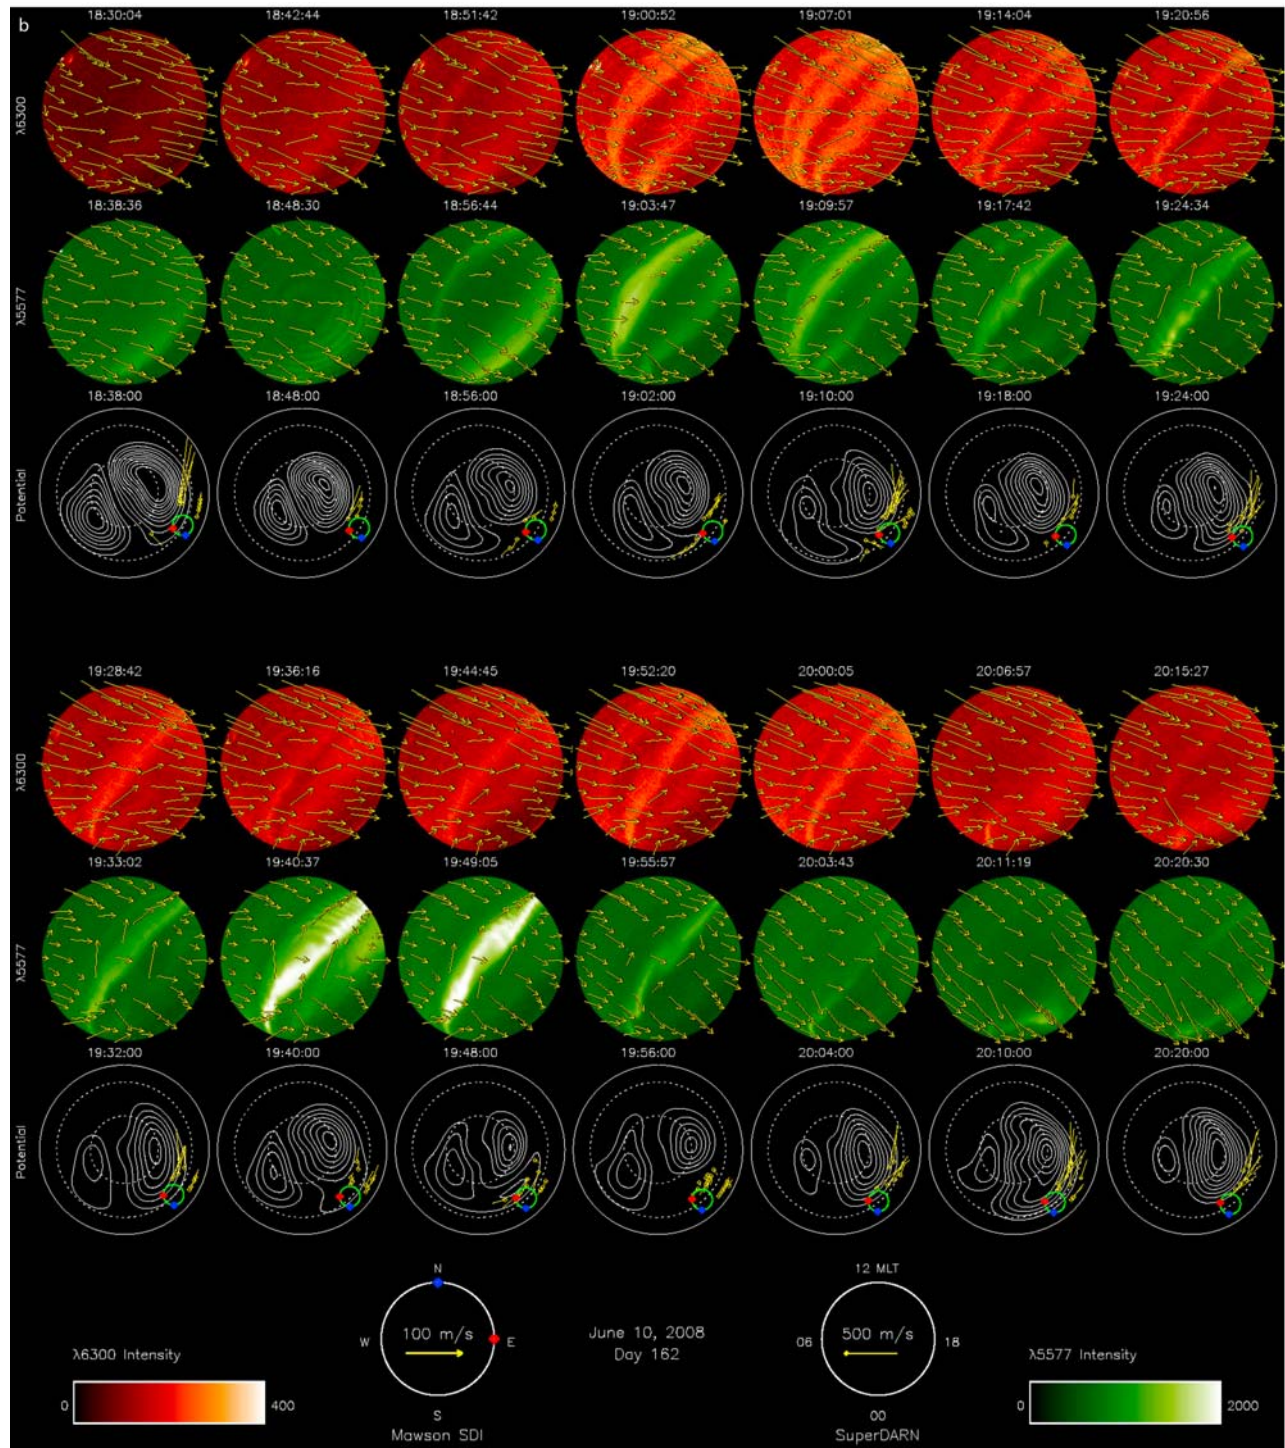 b
18:30:04 18:42:44 18:51:42 19:00:52 19:07:01 19:14:04 19:20:56
λ6300
18:38:36 18:48:30 18:56:44 19:03:47 19:09:57 19:17:42 19:24:34
λ5577
18:38:00 18:48:00 18:56:00 19:02:00 19:10:00 19:18:00 19:24:00
Potential
19:28:42 19:36:16 19:44:45 19:52:20 20:00:05 20:06:57 20:15:27
λ6300
19:33:02 19:40:37 19:49:05 19:55:57 20:03:43 20:11:19 20:20:30
λ5577
19:32:00 19:40:00 19:48:00 19:56:00 20:04:00 20:10:00 20:20:00
Potential
N 12 MLT
W 100 m/s E June 10, 2008 06 500 m/s 18
Day 162
λ6300 Intensity λ5577 Intensity
0 400 0 2000
S 00
Mawson SDI SuperDARN